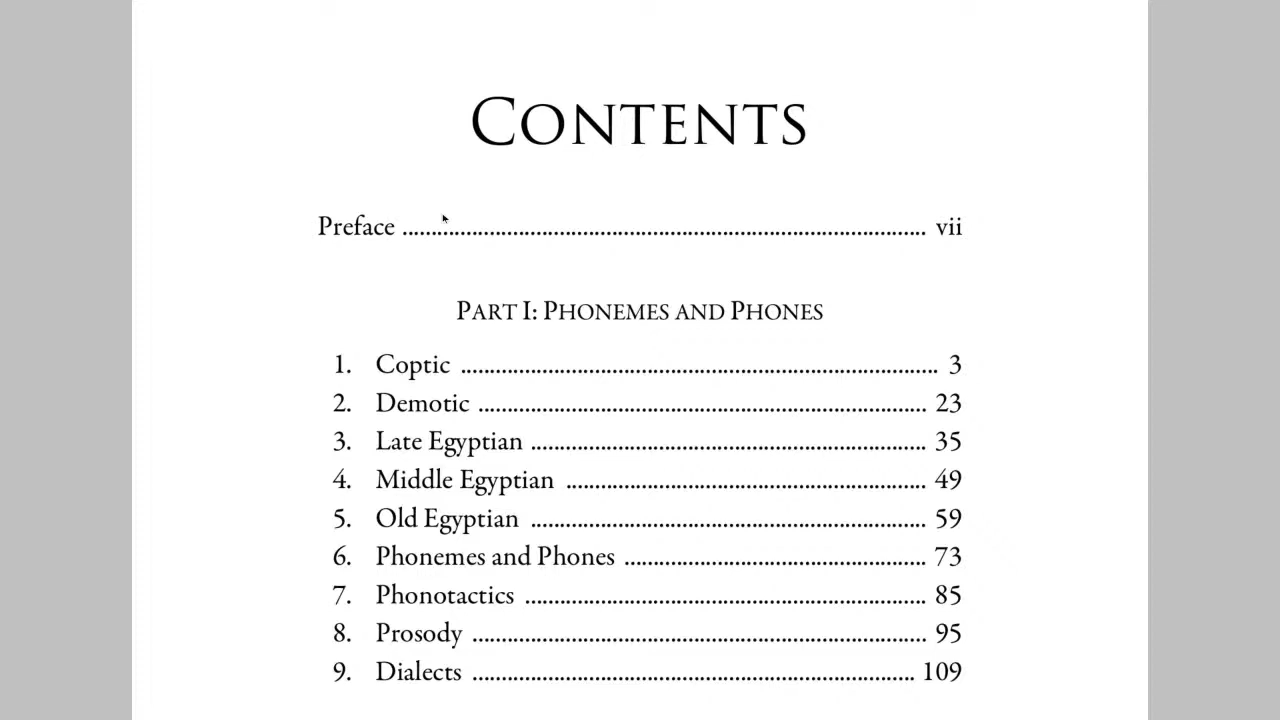 CONTENTS
Preface ........................................................................................... vii
PART I: PHONEMES AND PHONES
1. Coptic ................................................................................... 3
2. Demotic .............................................................................. 23
3. Late Egyptian ..................................................................... 35
4. Middle Egyptian ............................................................... 49
5. Old Egyptian ..................................................................... 59
6. Phonemes and Phones ..................................................... 73
7. Phonotactics ...................................................................... 85
8. Prosody ............................................................................... 95
9. Dialects ............................................................................. 109